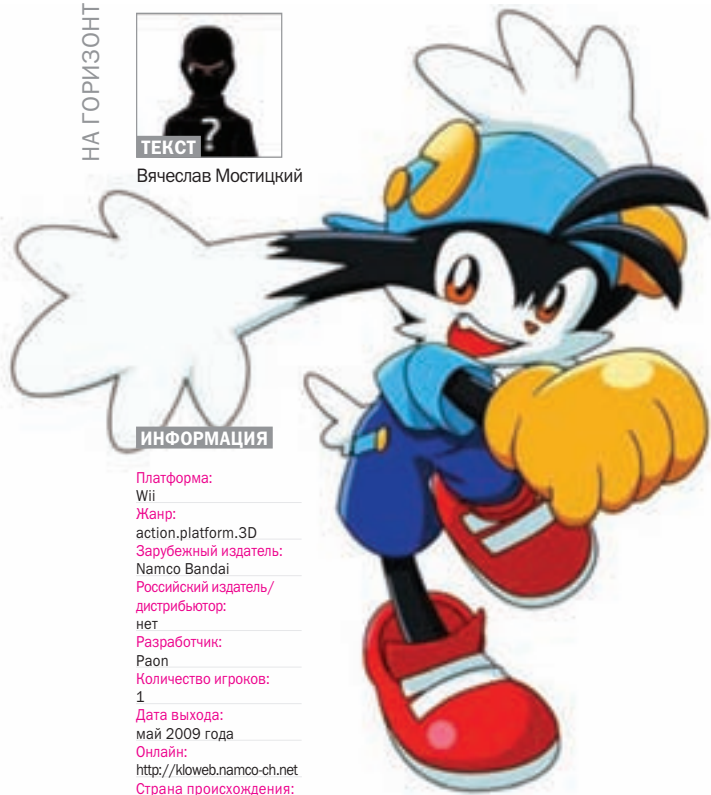 НА ГОРИЗОНТ
?
ТЕКСТ
Вячеслав Мостицкий
ИНФОРМАЦИЯ
Платформа:
Wii
Жанр:
action.platform.3D
Зарубежный издатель:
Namco Bandai
Российский издатель/
дистрибьютор:
нет
Разработчик:
Paon
Количество игроков:
1
Дата выхода:
май 2009 года
Онлайн:
http://kloweb.namco-ch.net
Страна происхождения: